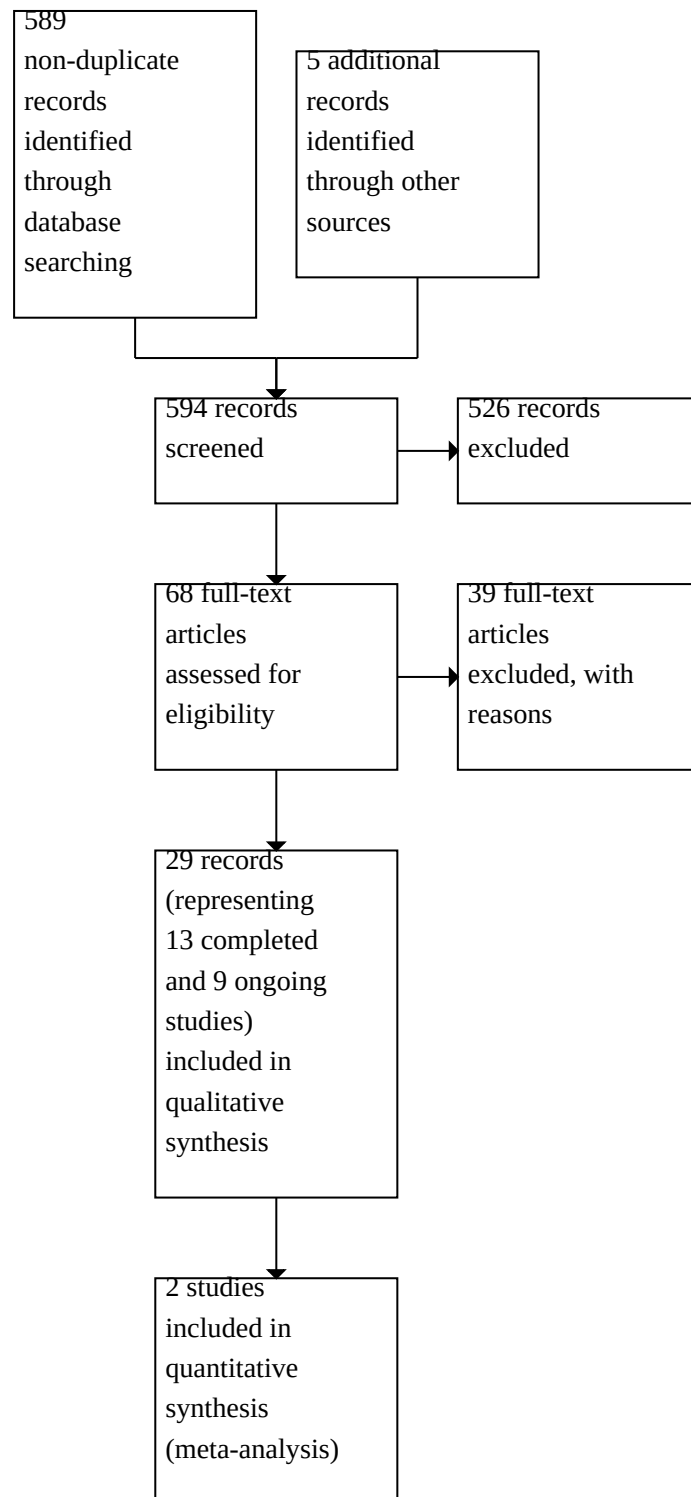 589
non-duplicate
records
identified
through
database
searching
5 additional
records
identified
through other
sources
594 records
screened
526 records
excluded
68 full-text
articles
assessed for
eligibility
39 full-text
articles
excluded, with
reasons
29 records
(representing
13 completed
and 9 ongoing
studies)
included in
qualitative
synthesis
2 studies
included in
quantitative
synthesis
(meta-analysis)